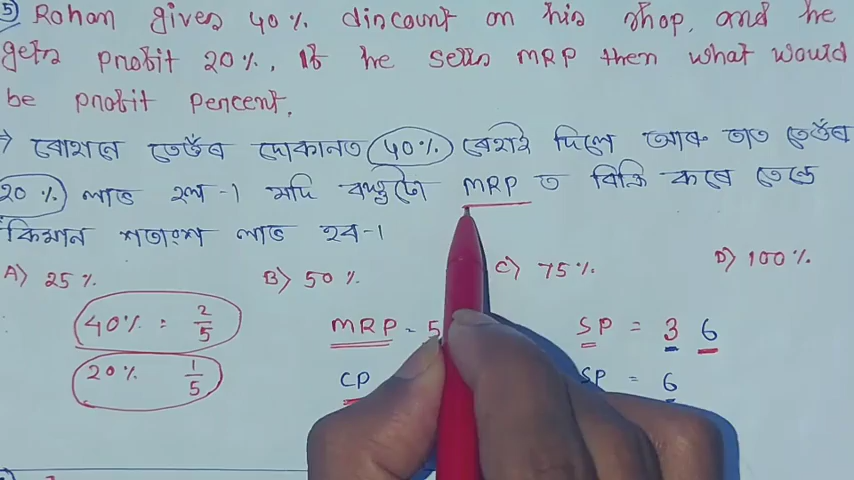 5) Rohan gives 40% discount on his shop, and he
gets profit 20%, If he sells MRP then what would
be profit percent.
⇒ ৰোহানে তেওঁৰ দোকানত 40% ৰেহাই দিলে আৰু তাত তেওঁৰ
20% লাভ হল। যদি বস্তুটো MRP ত বিক্ৰি কৰে তেন্তে
কিমান শতাংশ লাভ হব।
A) 25% B) 50% C) 75% D) 100%
40% : 2/5 MRP - 5 SP = 3 6
20% 1/5 CP SP = 6